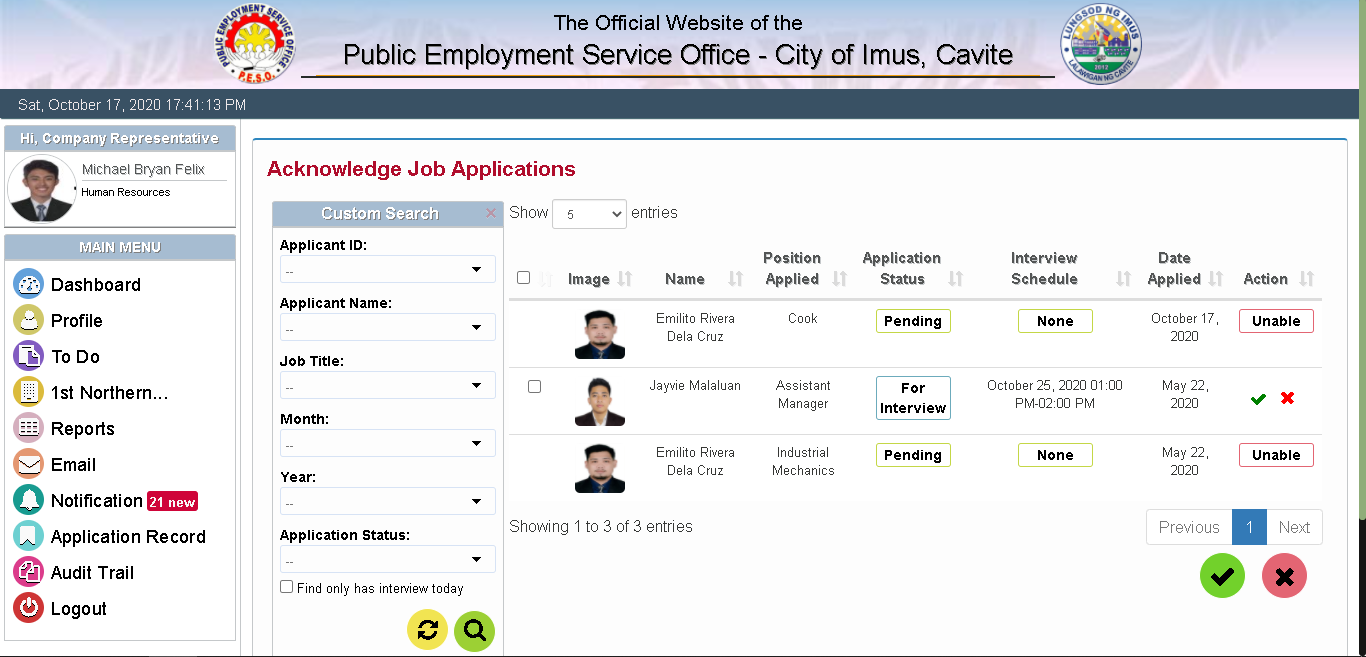 PUBLIC EMPLOYMENT SERVICE OFFICE
P.E.S.O.
The Official Website of the
Public Employment Service Office - City of Imus, Cavite
LUNGSOD NG IMUS
2012
LALAWIGAN NG CAVITE
Sat, October 17, 2020 17:41:13 PM
Hi, Company Representative
Michael Bryan Felix
Human Resources
MAIN MENU
Dashboard
Profile
To Do
1st Northern...
Reports
Email
Notification 21 new
Application Record
Audit Trail
Logout
Acknowledge Job Applications
Custom Search ×
Applicant ID:
--
Applicant Name:
--
Job Title:
--
Month:
--
Year:
--
Application Status:
--
Find only has interview today
Show 5 entries
Image Name Position Applied Application Status Interview Schedule Date Applied Action
Emilito Rivera Cook Pending None October 17, Unable
Dela Cruz 2020
Jayvie Malaluan Assistant For October 25, 2020 01:00 May 22,
Manager Interview PM-02:00 PM 2020
Emilito Rivera Industrial Pending None May 22, Unable
Dela Cruz Mechanics 2020
Showing 1 to 3 of 3 entries
Previous 1 Next